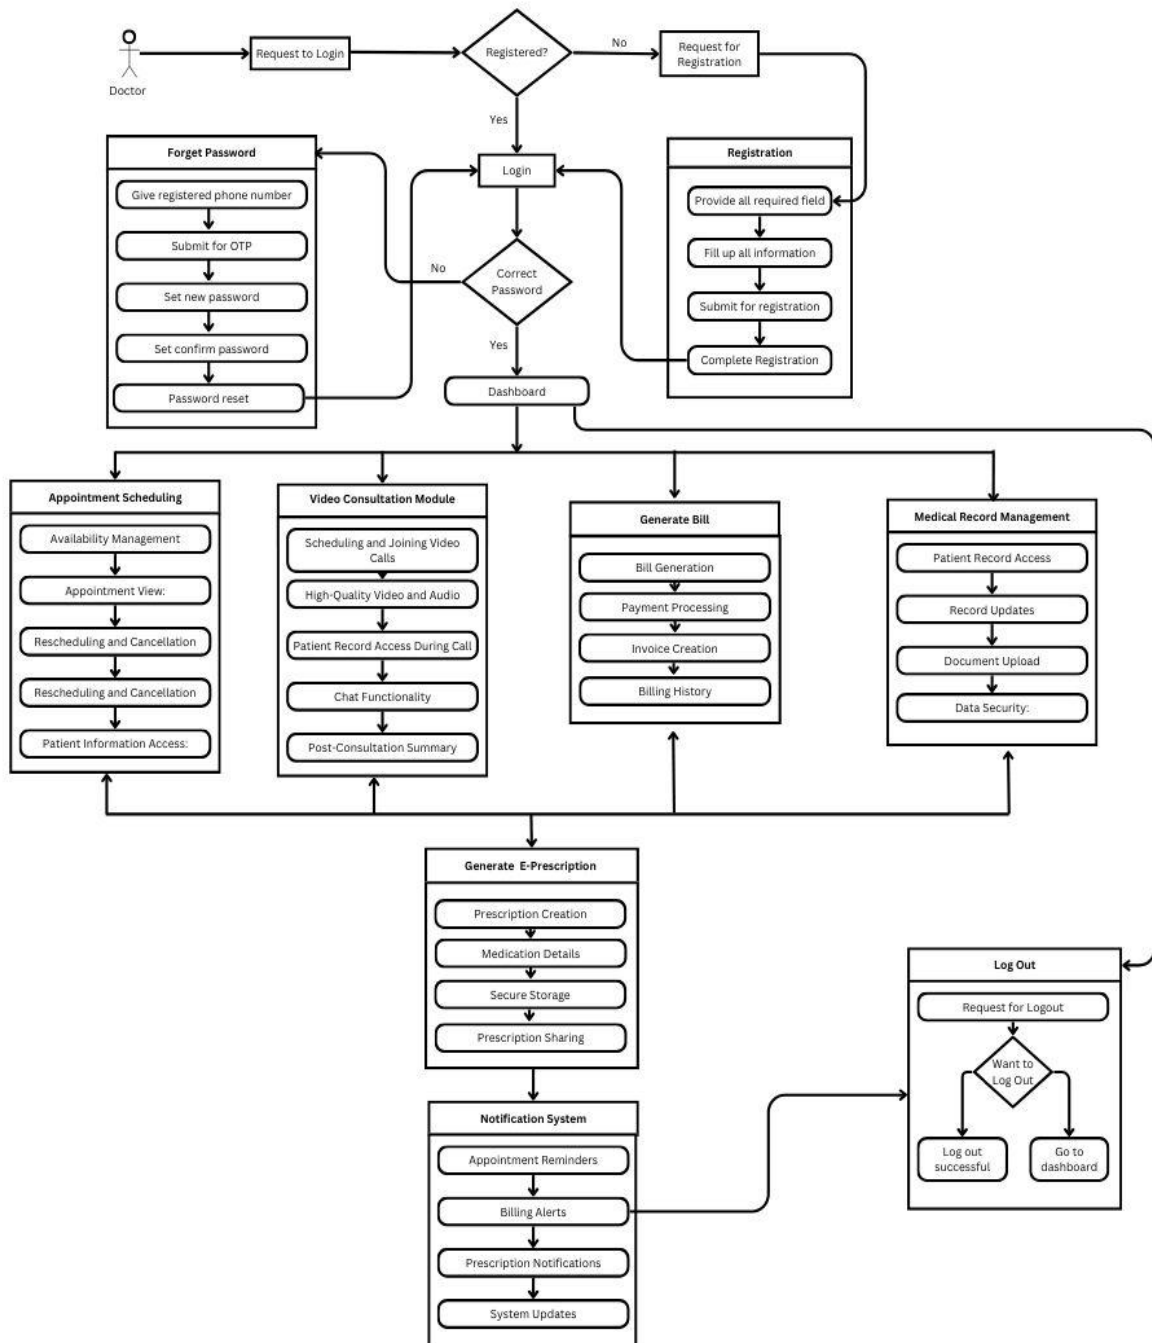 Doctor
Request to Login
Registered?
No
Request for
Registration
Yes
Forget Password
Give registered phone number
Submit for OTP
Set new password
Set confirm password
Password reset
Login
No
Correct
Password
Yes
Dashboard
Registration
Provide all required field
Fill up all information
Submit for registration
Complete Registration
Appointment Scheduling
Availability Management
Appointment View:
Rescheduling and Cancellation
Rescheduling and Cancellation
Patient Information Access:
Video Consultation Module
Scheduling and Joining Video
Calls
High-Quality Video and Audio
Patient Record Access During Call
Chat Functionality
Post-Consultation Summary
Generate Bill
Bill Generation
Payment Processing
Invoice Creation
Billing History
Medical Record Management
Patient Record Access
Record Updates
Document Upload
Data Security:
Generate E-Prescription
Prescription Creation
Medication Details
Secure Storage
Prescription Sharing
Notification System
Appointment Reminders
Billing Alerts
Prescription Notifications
System Updates
Log Out
Request for Logout
Want to
Log Out
Log out
successful
Go to
dashboard